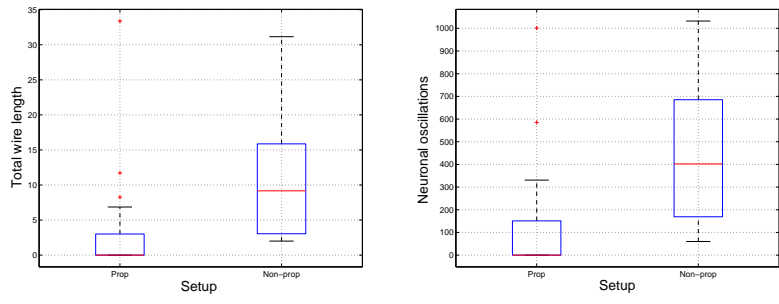 35
30
25
20
15
10
5
0
Total wire length
Prop
Non-prop
Setup
1000
900
800
700
600
500
400
300
200
100
0
Neuronal oscillations
Prop
Non-prop
Setup